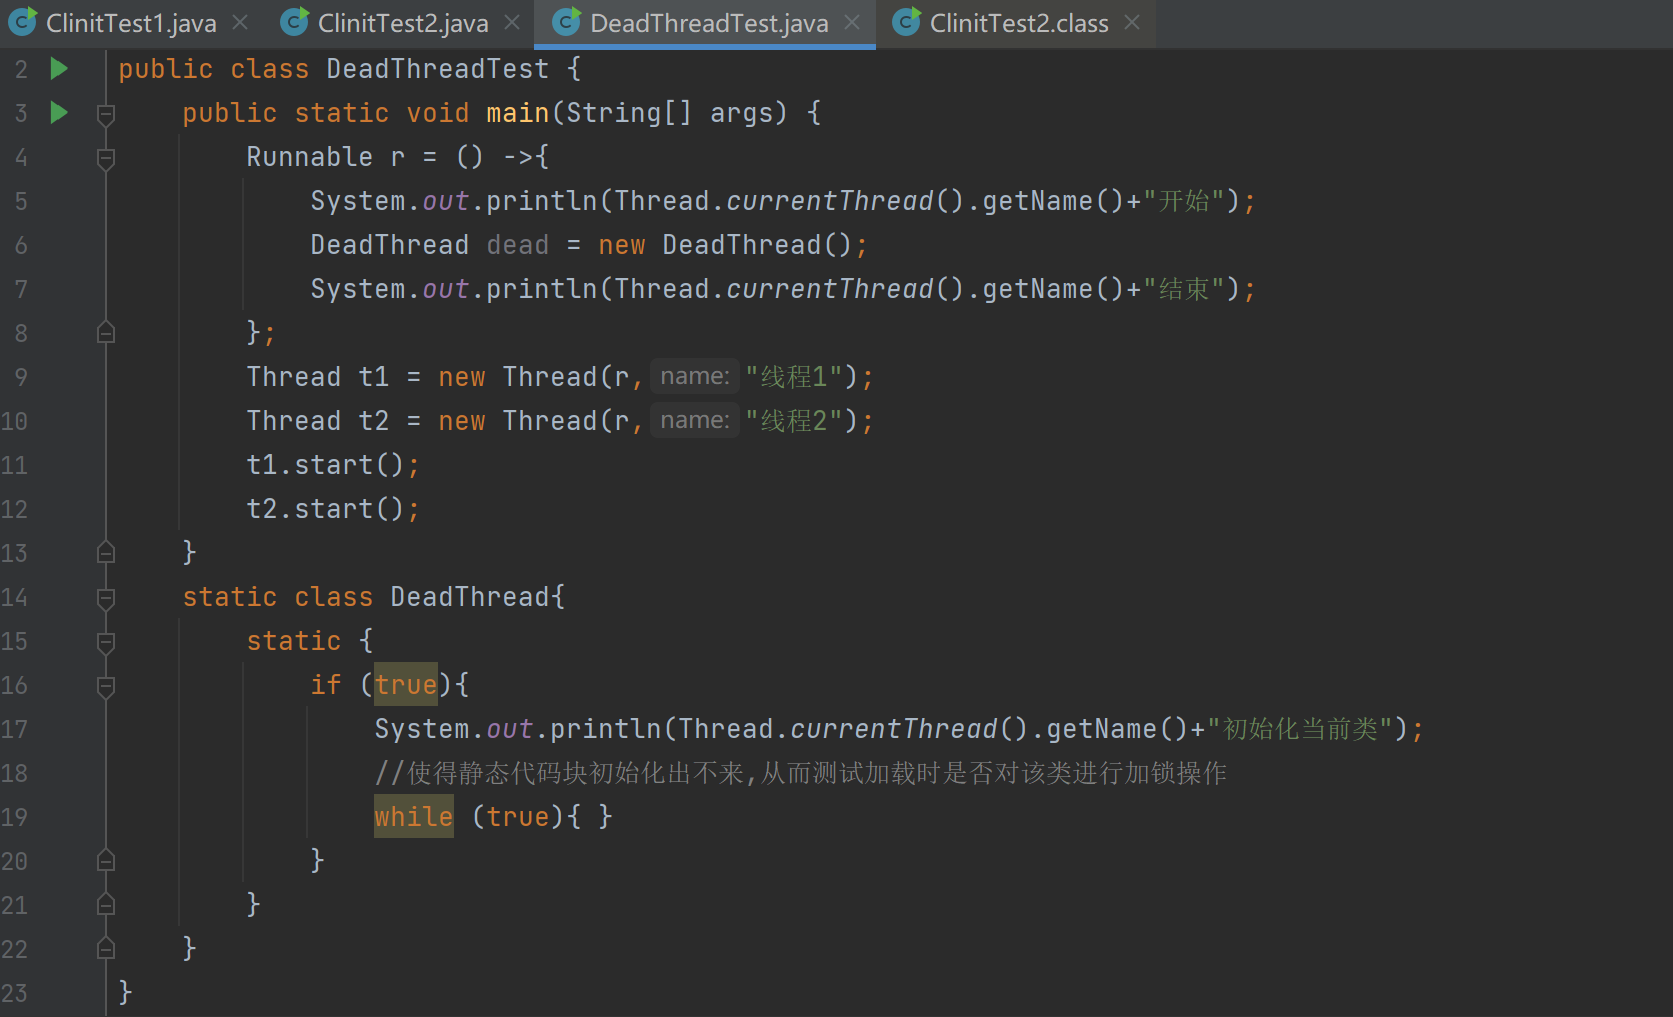 ClinitTest1.java ClinitTest2.java DeadThreadTest.java ClinitTest2.class
2 public class DeadThreadTest {
3 public static void main(String[] args) {
4 Runnable r = () ->{
5 System.out.println(Thread.currentThread().getName()+"开始");
6 DeadThread dead = new DeadThread();
7 System.out.println(Thread.currentThread().getName()+"结束");
8 };
9 Thread t1 = new Thread(r, name: "线程1");
10 Thread t2 = new Thread(r, name: "线程2");
11 t1.start();
12 t2.start();
13 }
14 static class DeadThread{
15 static {
16 if (true){
17 System.out.println(Thread.currentThread().getName()+"初始化当前类");
18 //使得静态代码块初始化出不来,从而测试加载时是否对该类进行加锁操作
19 while (true){ }
20 }
21 }
22 }
23 }